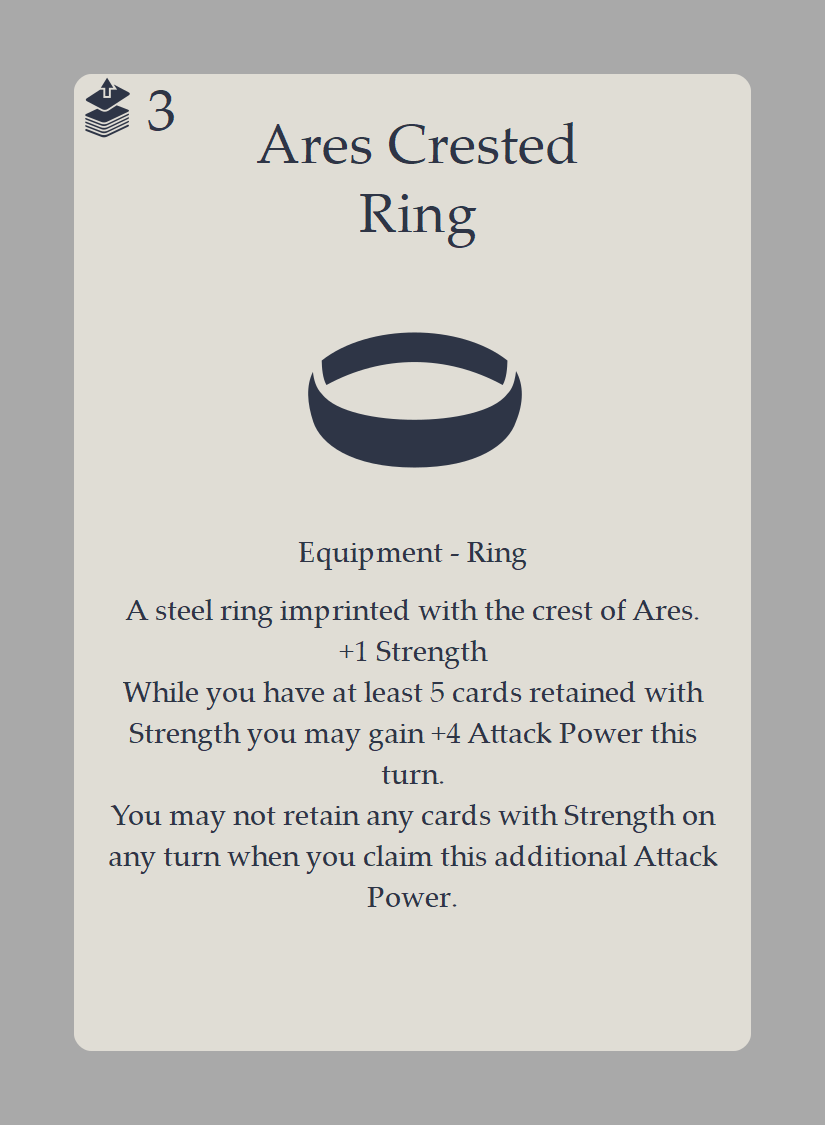 3
Ares Crested
Ring
Equipment - Ring
A steel ring imprinted with the crest of Ares.
+1 Strength
While you have at least 5 cards retained with
Strength you may gain +4 Attack Power this
turn.
You may not retain any cards with Strength on
any turn when you claim this additional Attack
Power.